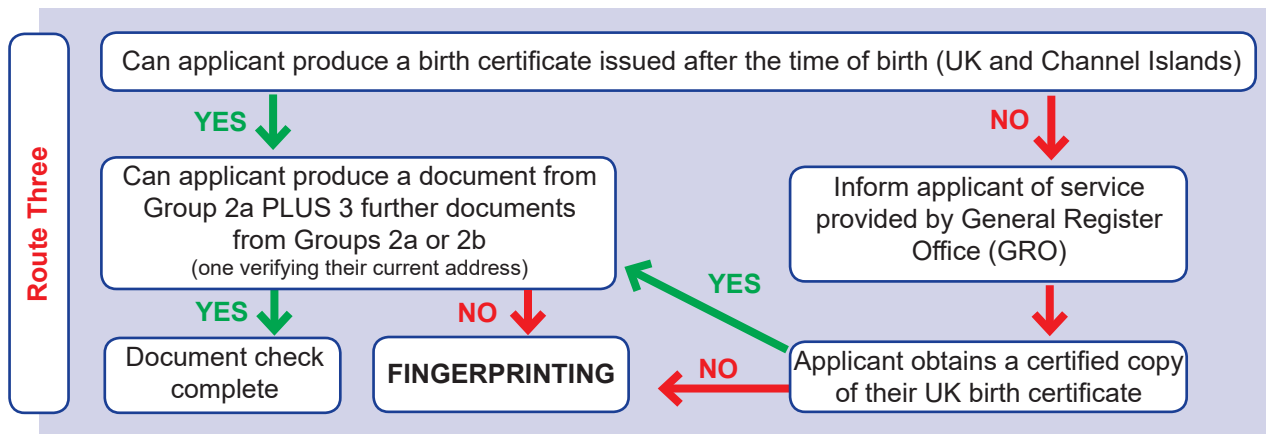 Route Three
Can applicant produce a birth certificate issued after the time of birth (UK and Channel Islands)
YES
NO
Can applicant produce a document from
Group 2a PLUS 3 further documents
from Groups 2a or 2b
(one verifying their current address)
Inform applicant of service
provided by General Register
Office (GRO)
YES
NO
YES
Document check
complete
FINGERPRINTING
NO
Applicant obtains a certified copy
of their UK birth certificate